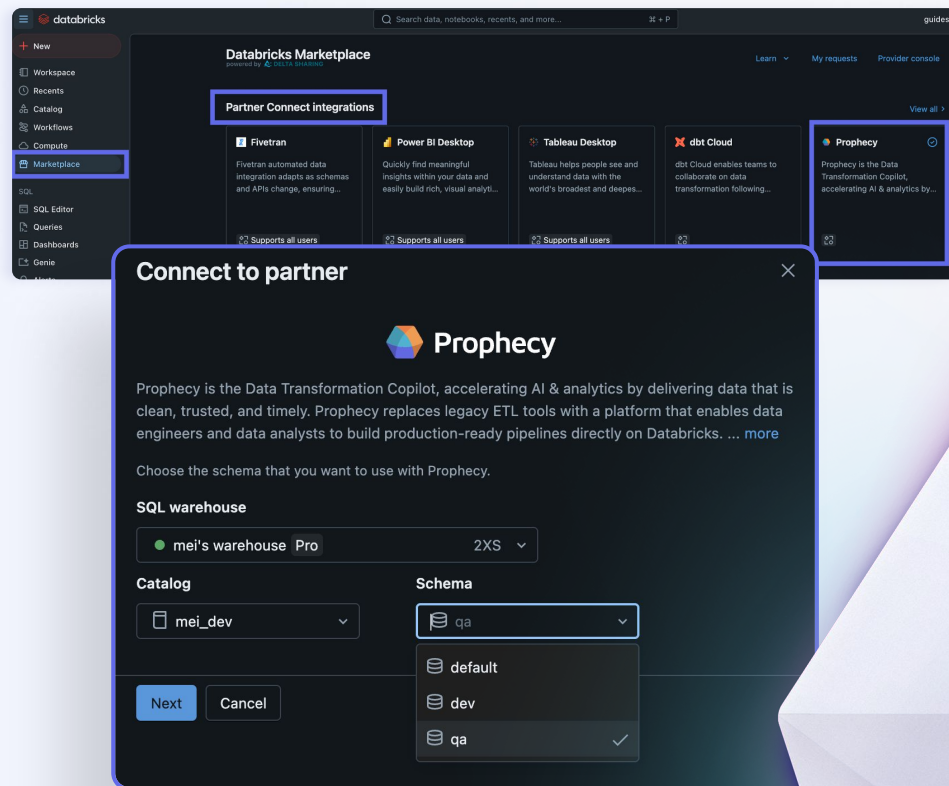 databricks
Search data, notebooks, recents, and more...
⌘ + P
guides
New
Workspace
Recents
Catalog
Workflows
Compute
Marketplace
SQL
SQL Editor
Queries
Dashboards
Genie
Databricks Marketplace
powered by DELTA SHARING
Learn
My requests
Provider console
Partner Connect integrations
View all >
Fivetran
Fivetran automated data
integration adapts as schemas
and APIs change, ensuring...
Supports all users
Power BI Desktop
Quickly find meaningful
insights within your data and
easily build rich, visual analyti...
Supports all users
Tableau Desktop
Tableau helps people see and
understand data with the
world's broadest and deepes...
Supports all users
dbt Cloud
dbt Cloud enables teams to
collaborate on data
transformation following...
Prophecy
Prophecy is the Data
Transformation Copilot,
accelerating AI & analytics by...
Connect to partner
Prophecy
Prophecy is the Data Transformation Copilot, accelerating AI & analytics by delivering data that is
clean, trusted, and timely. Prophecy replaces legacy ETL tools with a platform that enables data
engineers and data analysts to build production-ready pipelines directly on Databricks. ... more
Choose the schema that you want to use with Prophecy.
SQL warehouse
mei's warehouse Pro 2XS
Catalog
mei_dev
Schema
qa
default
dev
qa
Next
Cancel